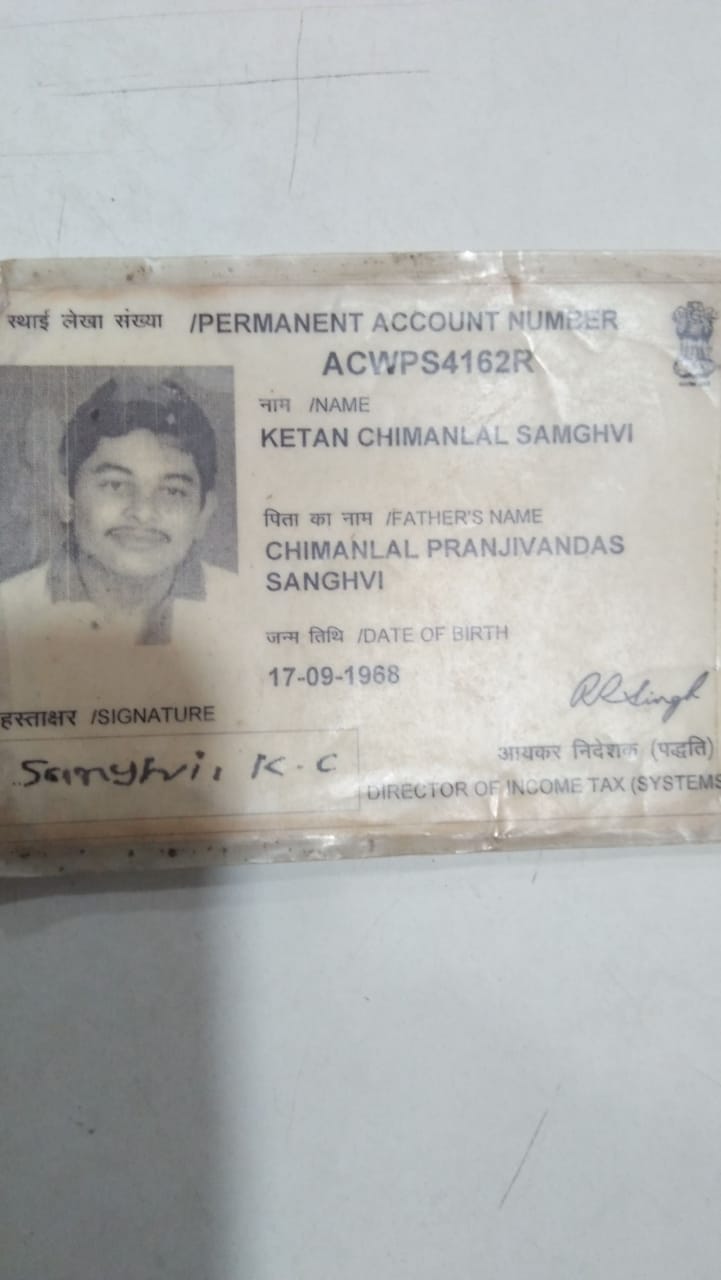 स्थाई लेखा संख्या /PERMANENT ACCOUNT NUMBER
ACWPS4162R
नाम /NAME
KETAN CHIMANLAL SAMGHVI
पिता का नाम /FATHER'S NAME
CHIMANLAL PRANJIVANDAS
SANGHVI
जन्म तिथि /DATE OF BIRTH
17-09-1968
हस्ताक्षर /SIGNATURE
Sanghvi, K.C
आयकर निदेशक (पद्धति)
DIRECTOR OF INCOME TAX (SYSTEMS